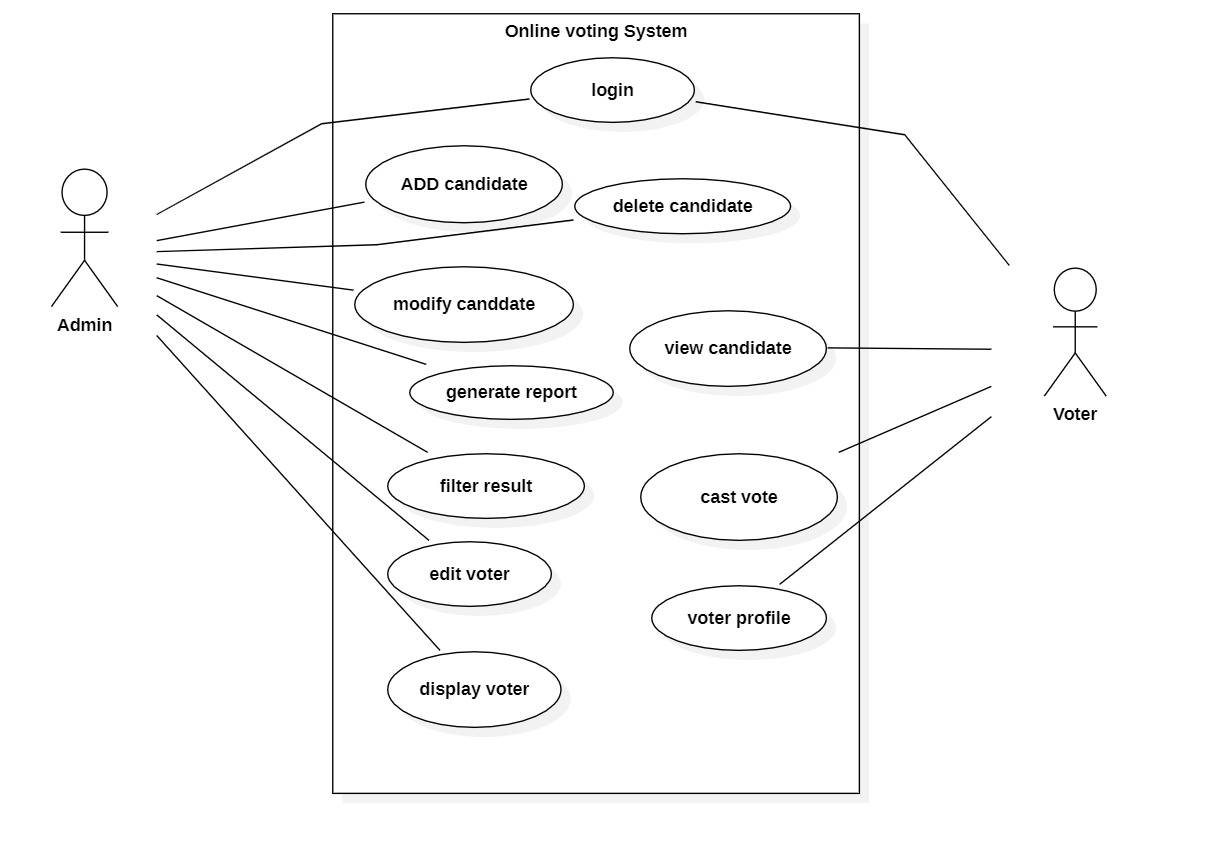 Online voting System
login
ADD candidate
delete candidate
modify canddate
view candidate
generate report
filter result
cast vote
edit voter
voter profile
display voter
Admin
Voter